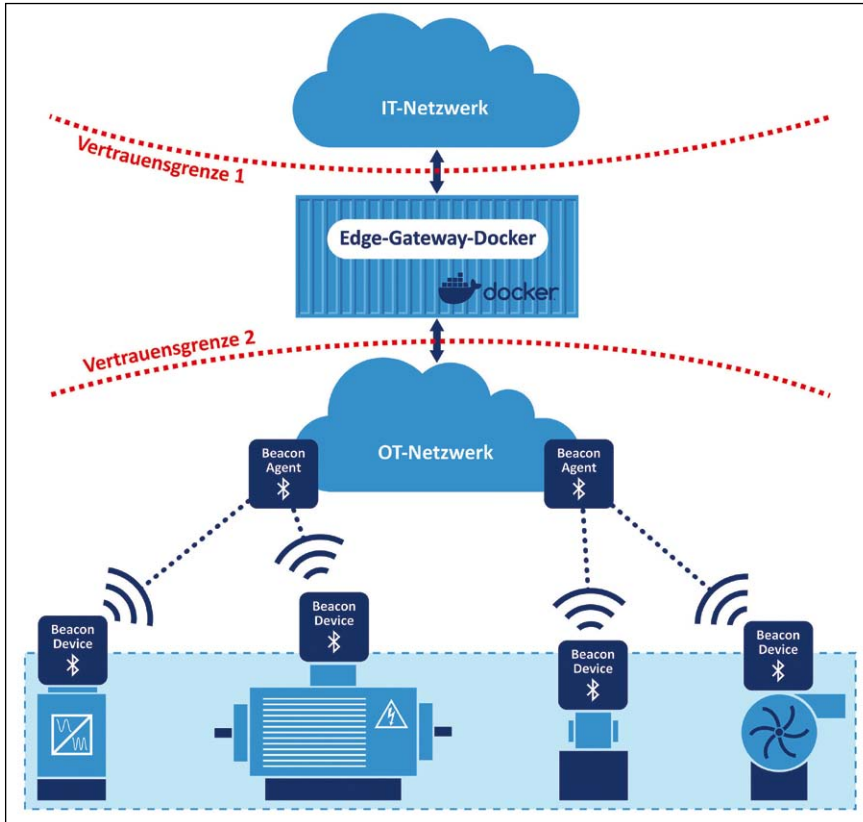 IT-Netzwerk
Vertrauensgrenze 1
Edge-Gateway-Docker
docker
Vertrauensgrenze 2
OT-Netzwerk
Beacon
Agent
Beacon
Agent
Beacon
Device
Beacon
Device
Beacon
Device
Beacon
Device